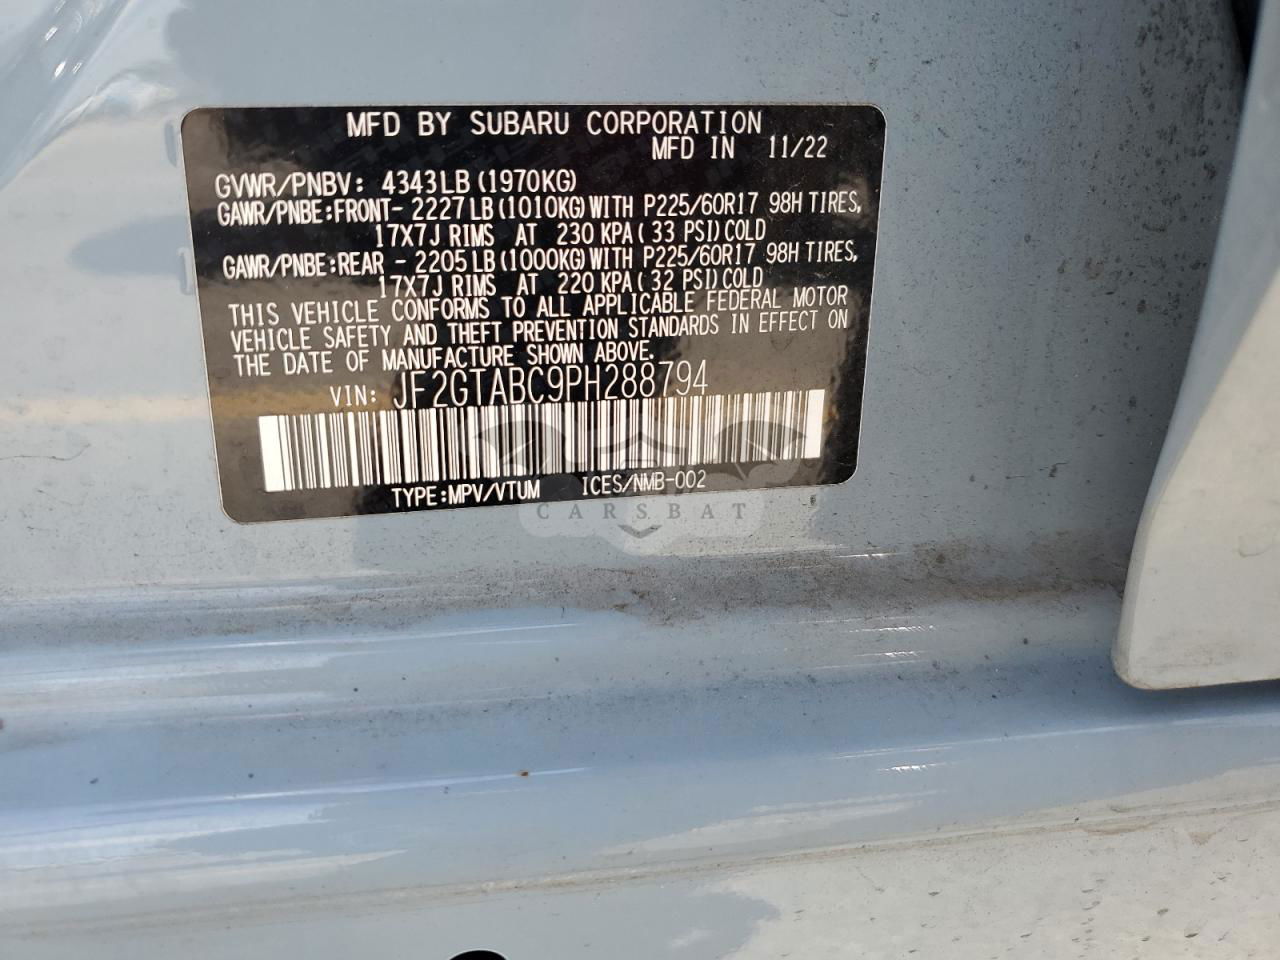 MFD BY SUBARU CORPORATION
MFD IN 11/22
GVWR/PNBV: 4343LB(1970KG)
GAWR/PNBE:FRONT- 2227LB(1010KG)WITH P225/60R17 98H TIRES,
17X7J RIMS AT 230 KPA(33 PSI)COLD
GAWR/PNBE:REAR - 2205LB(1000KG)WITH P225/60R17 98H TIRES,
17X7J RIMS AT 220 KPA(32 PSI)COLD
THIS VEHICLE CONFORMS TO ALL APPLICABLE FEDERAL MOTOR
VEHICLE SAFETY AND THEFT PREVENTION STANDARDS IN EFFECT ON
THE DATE OF MANUFACTURE SHOWN ABOVE.
VIN: JF2GTABC9PH288794
TYPE:MPV/VTUM ICES/NMB-002
CARSBAT